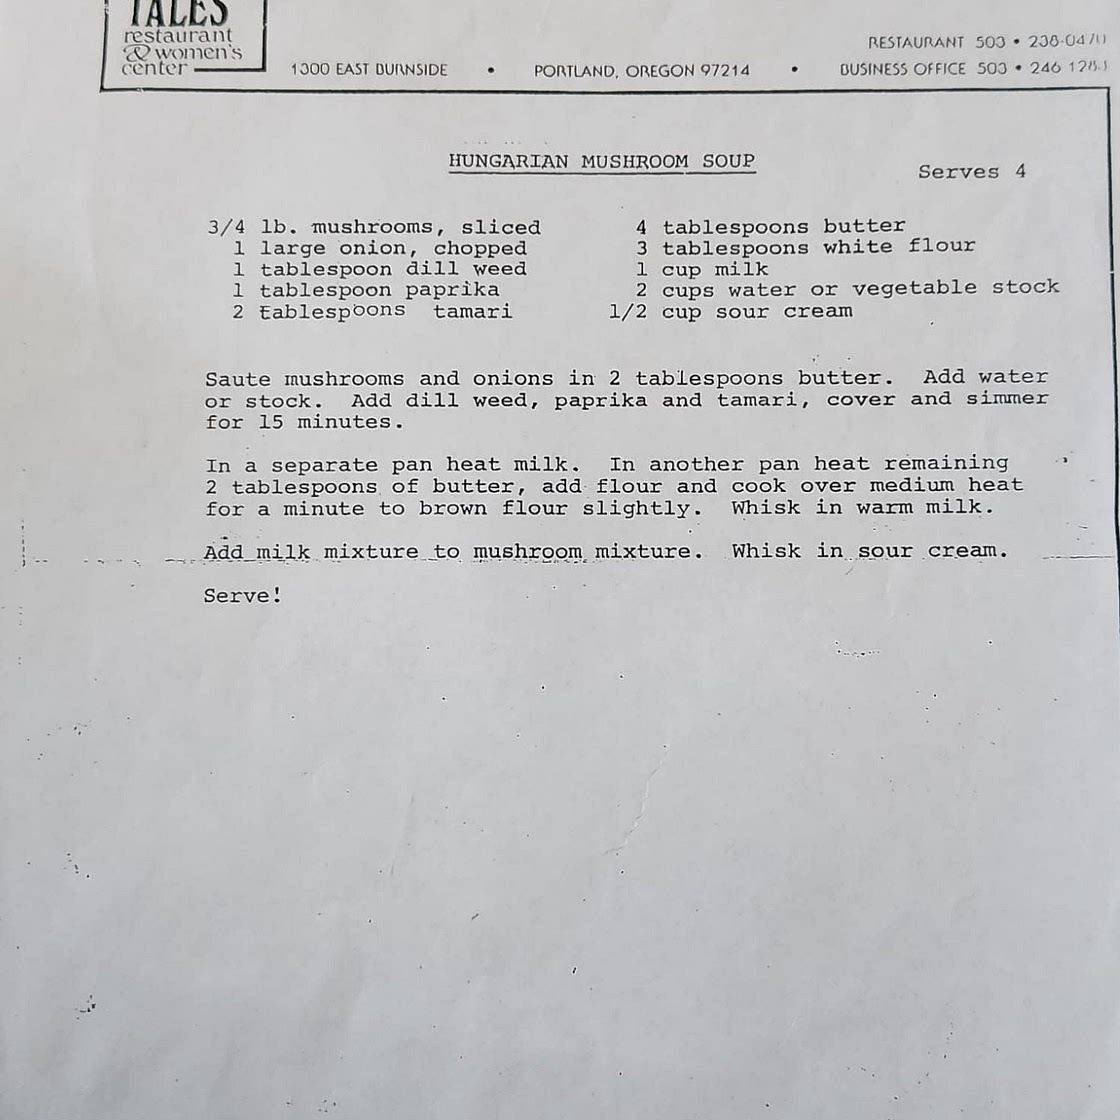 TALES
restaurant
& women's
center
RESTAURANT 503 • 238-0470
1300 EAST BURNSIDE • PORTLAND, OREGON 97214 • BUSINESS OFFICE 503 • 246
HUNGARIAN MUSHROOM SOUP
Serves 4
3/4 lb. mushrooms, sliced
1 large onion, chopped
1 tablespoon dill weed
1 tablespoon paprika
2 tablespoons tamari
4 tablespoons butter
3 tablespoons white flour
1 cup milk
2 cups water or vegetable stock
1/2 cup sour cream
Saute mushrooms and onions in 2 tablespoons butter. Add water
or stock. Add dill weed, paprika and tamari, cover and simmer
for 15 minutes.
In a separate pan heat milk. In another pan heat remaining
2 tablespoons of butter, add flour and cook over medium heat
for a minute to brown flour slightly. Whisk in warm milk.
Add milk mixture to mushroom mixture. Whisk in sour cream.
Serve!